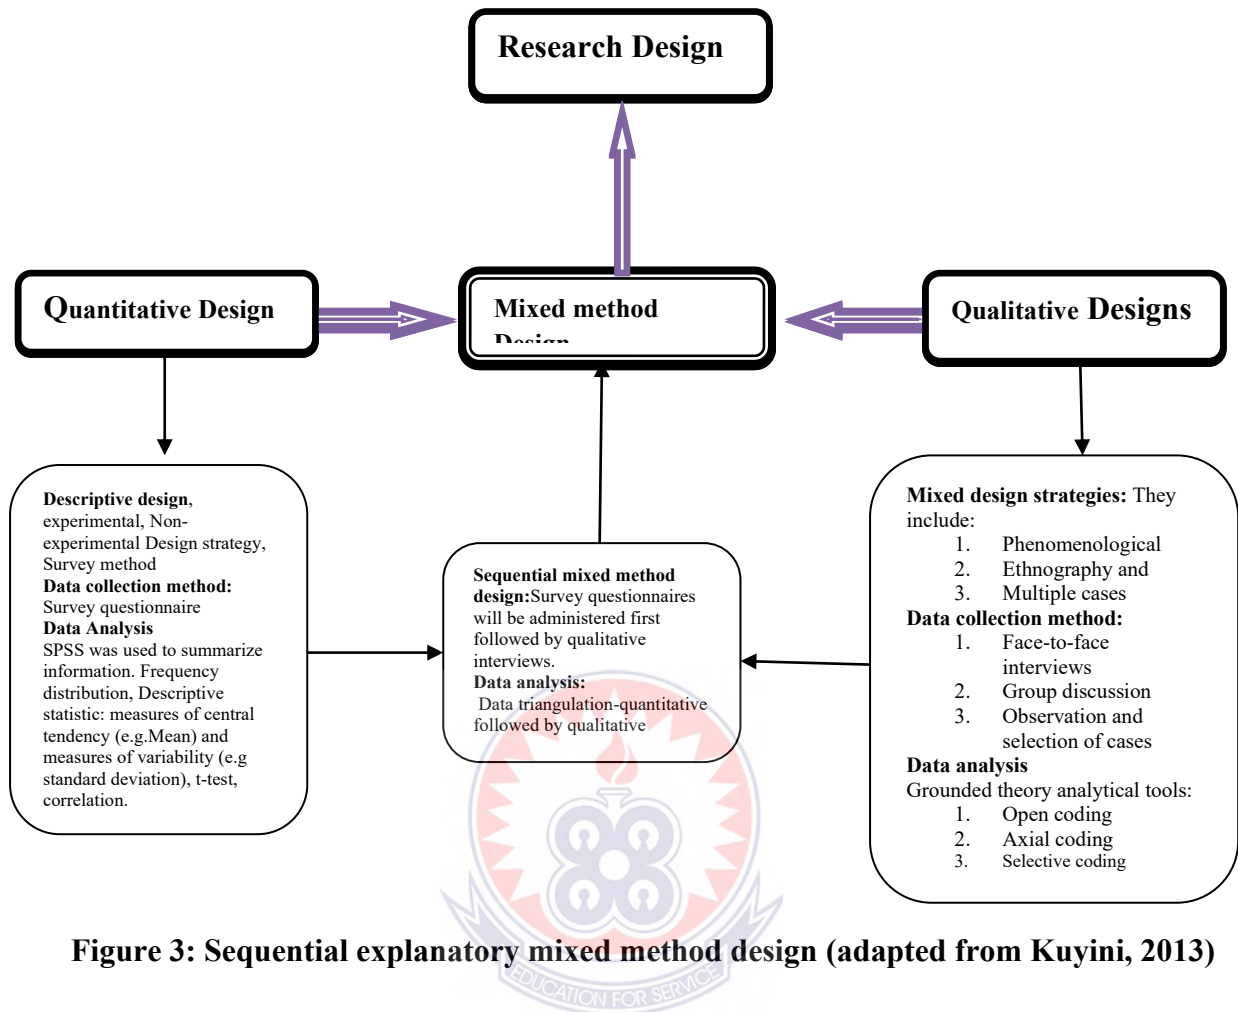 Research Design
Quantitative Design
Mixed method
Design
Qualitative Designs
Descriptive design,
experimental, Non-
experimental Design strategy,
Survey method
Data collection method:
Survey questionnaire
Data Analysis
SPSS was used to summarize
information. Frequency
distribution, Descriptive
statistic: measures of central
tendency (e.g.Mean) and
measures of variability (e.g
standard deviation), t-test,
correlation.
Sequential mixed method
design:Survey questionnaires
will be administered first
followed by qualitative
interviews.
Data analysis:
Data triangulation-quantitative
followed by qualitative
Mixed design strategies: They
include:
1. Phenomenological
2. Ethnography and
3. Multiple cases
Data collection method:
1. Face-to-face
interviews
2. Group discussion
3. Observation and
selection of cases
Data analysis
Grounded theory analytical tools:
1. Open coding
2. Axial coding
3. Selective coding
Figure 3: Sequential explanatory mixed method design (adapted from Kuyini, 2013)
EDUCATION FOR SERVICE